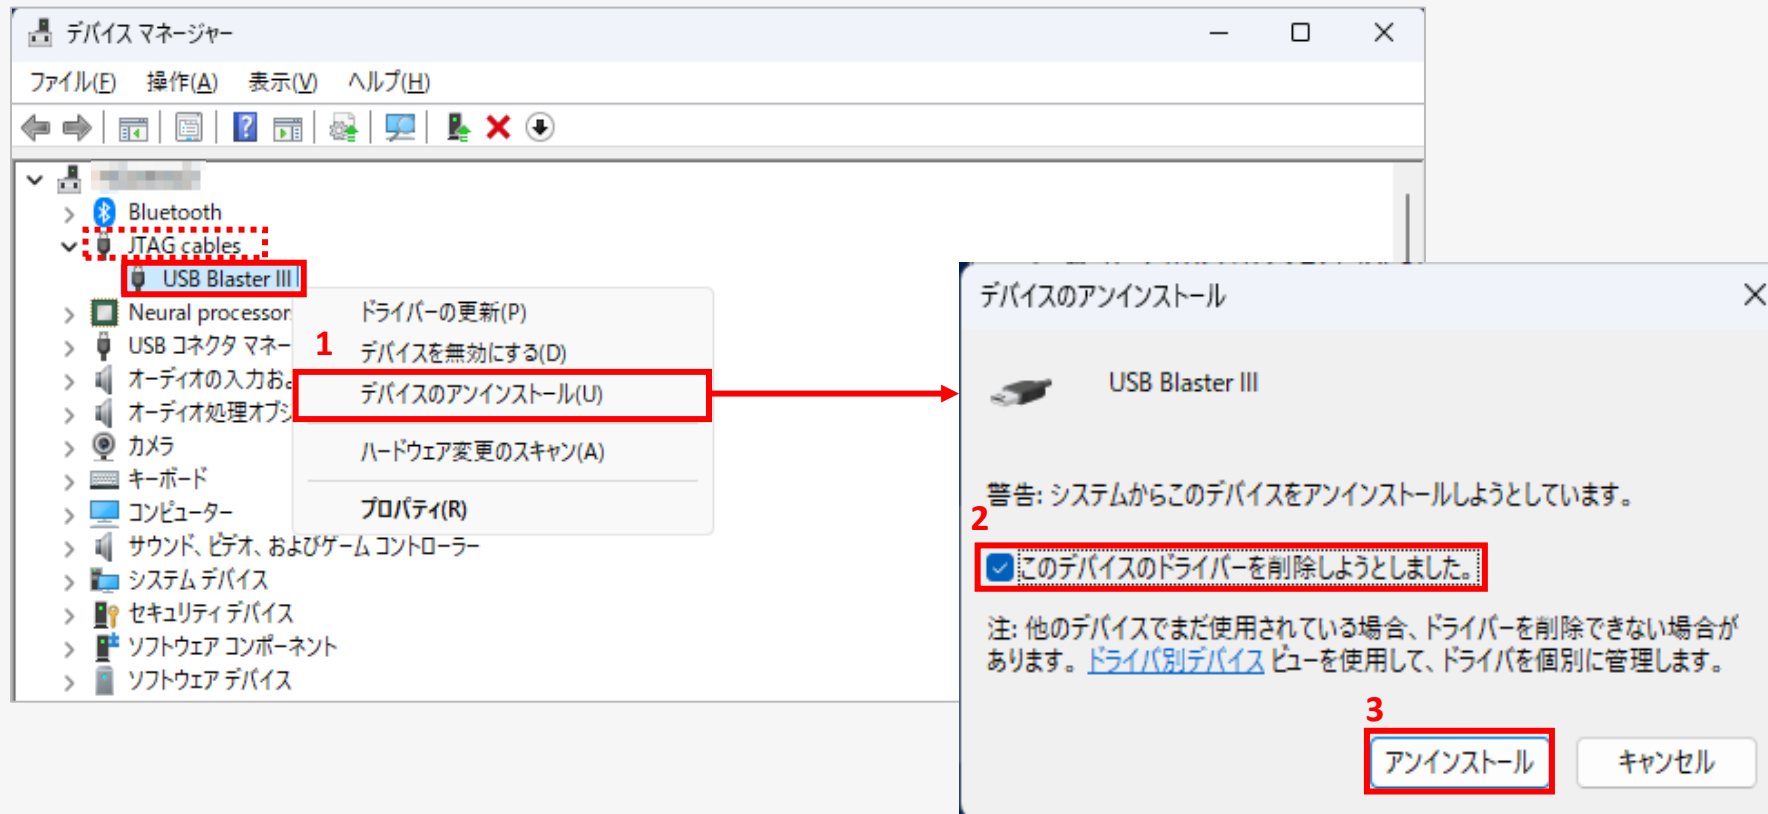 デバイス マネージャー
ファイル(F) 操作(A) 表示(V) ヘルプ(H)
Bluetooth
JTAG cables
USB Blaster III
Neural processor
USB コネクタ マネー
オーディオの入力およ
オーディオ処理オブジ
カメラ
キーボード
コンピューター
サウンド、ビデオ、およびゲーム コントローラー
システム デバイス
セキュリティ デバイス
ソフトウェア コンポーネント
ソフトウェア デバイス
1
ドライバーの更新(P)
デバイスを無効にする(D)
デバイスのアンインストール(U)
ハードウェア変更のスキャン(A)
プロパティ(R)
デバイスのアンインストール
USB Blaster III
警告: システムからこのデバイスをアンインストールしようとしています。
2
このデバイスのドライバーを削除しようとしました。
注: 他のデバイスでまだ使用されている場合、ドライバーを削除できない場合が
あります。ドライバ別デバイス ビューを使用して、ドライバを個別に管理します。
3
アンインストール キャンセル